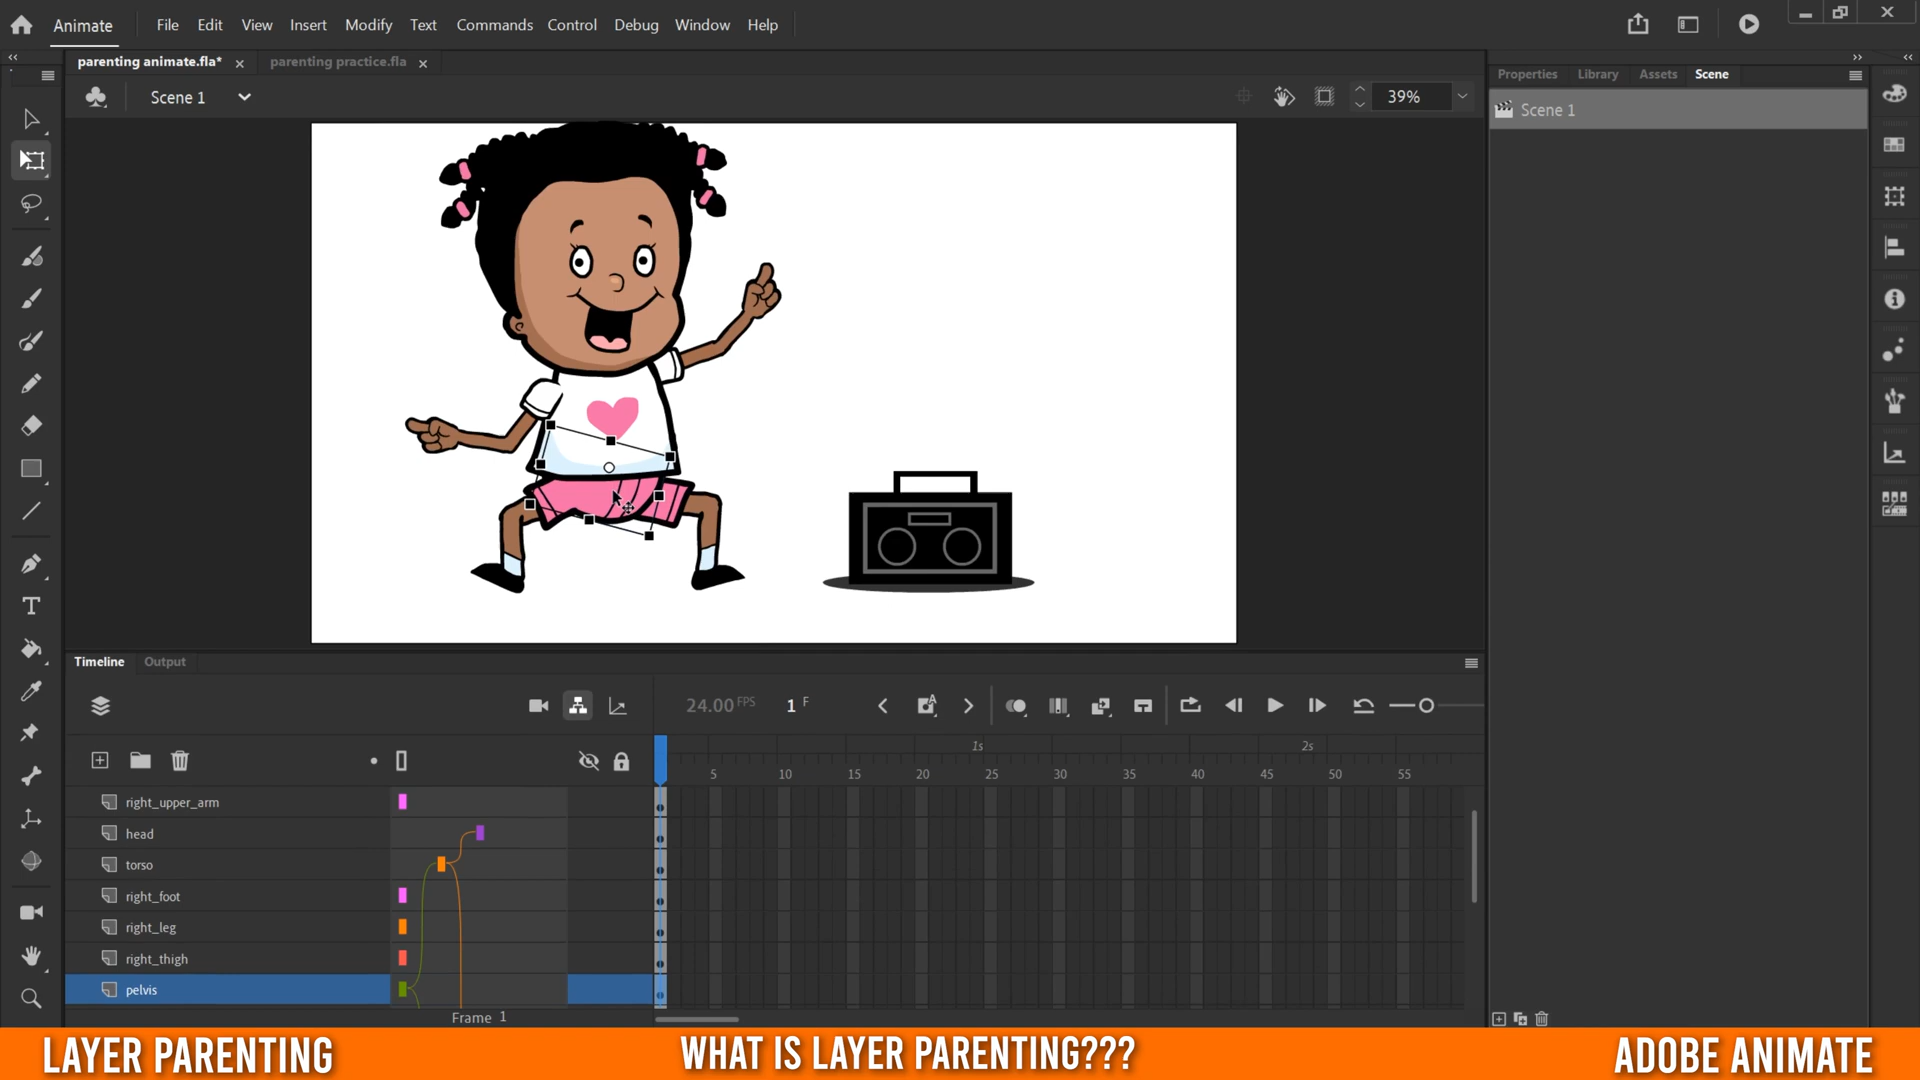 Animate File Edit View Insert Modify Text Commands Control Debug Window Help
parenting animate.fla* parenting practice.fla
Properties Library Assets Scene
Scene 1 39%
Scene 1
Timeline Output
24.00 FPS 1 F
1s 2s
5 10 15 20 25 30 35 40 45 50 55
right_upper_arm
head
torso
right_foot
right_leg
right_thigh
pelvis
Frame 1
LAYER PARENTING WHAT IS LAYER PARENTING??? ADOBE ANIMATE